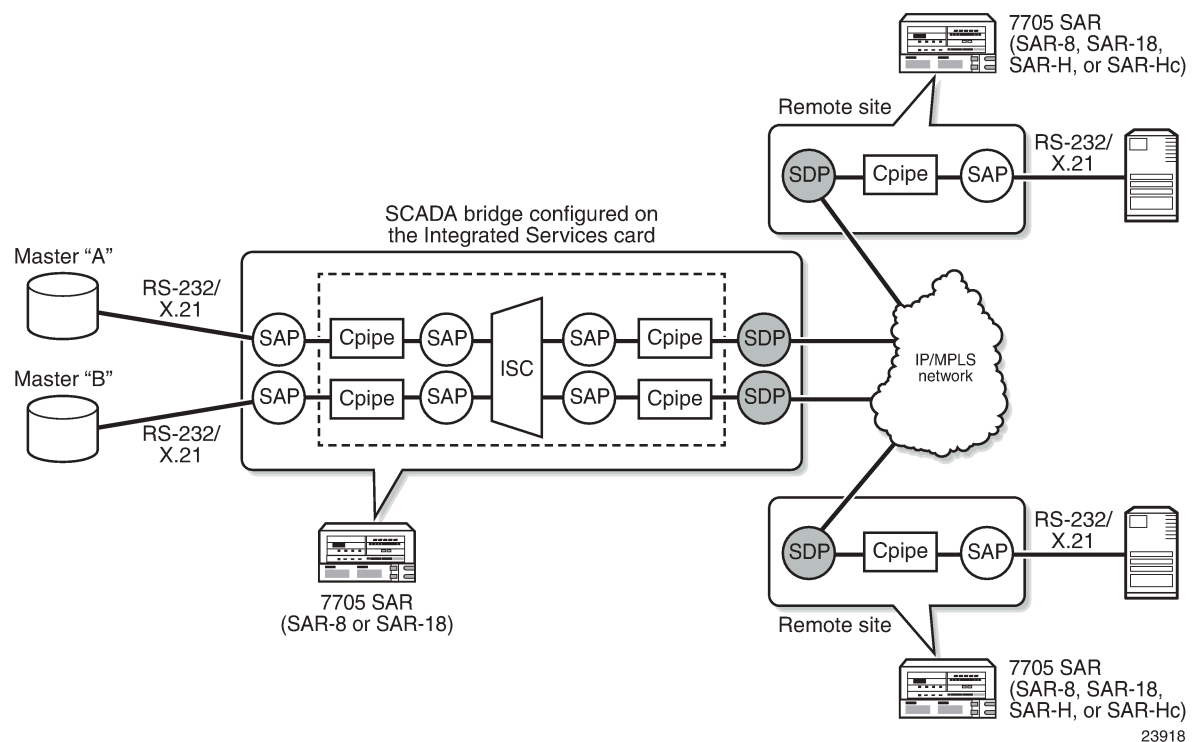 7705 SAR
(SAR-8, SAR-18,
SAR-H, or SAR-Hc)
Remote site
RS-232/
X.21
SDP
Cpipe
SAP
SCADA bridge configured on
the Integrated Services card
Master “A”
RS-232/
X.21
SAP
Cpipe
SAP
ISC
SAP
Cpipe
SDP
IP/MPLS
network
Master “B”
SAP
Cpipe
SAP
SAP
Cpipe
SDP
RS-232/
X.21
7705 SAR
(SAR-8 or SAR-18)
RS-232/
X.21
SDP
Cpipe
SAP
Remote site
7705 SAR
(SAR-8, SAR-18,
SAR-H, or SAR-Hc)
23918